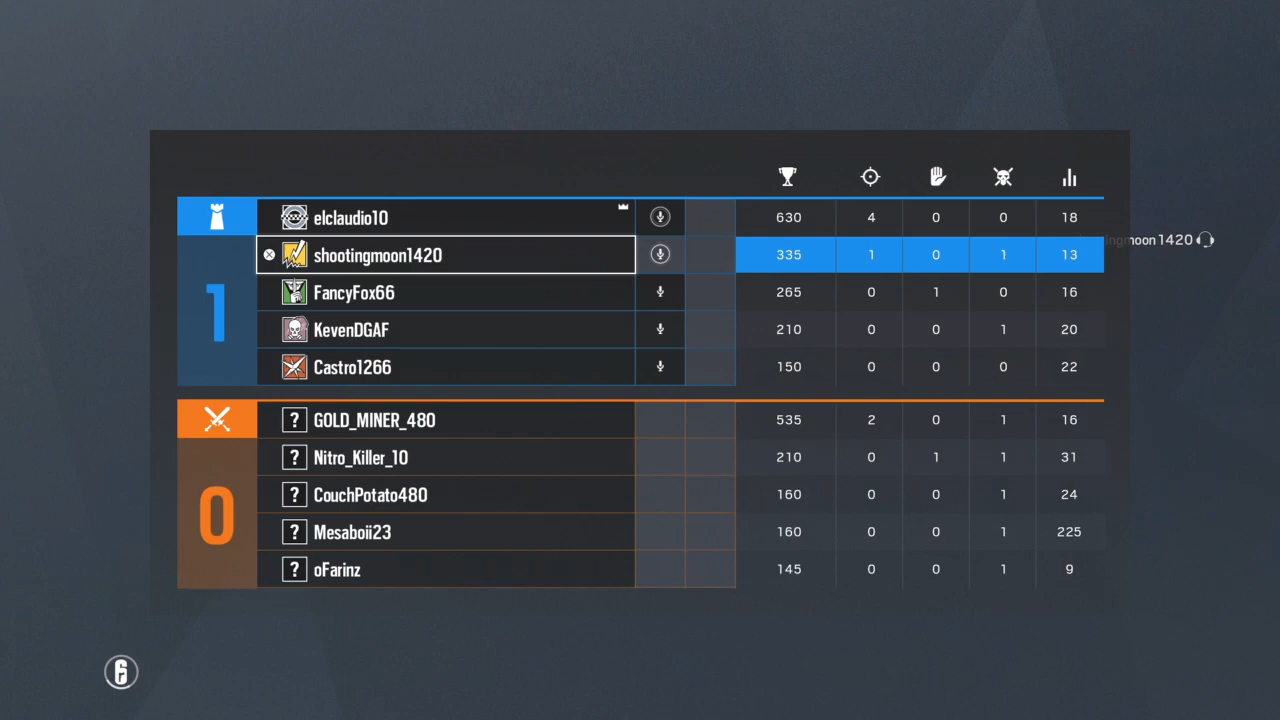 elclaudio10 630 4 0 0 18
shootingmoon1420 335 1 0 1 13
ingmoon1420
1
FancyFox66 265 0 1 0 16
KevenDGAF 210 0 0 1 20
Castro1266 150 0 0 0 22
? GOLD_MINER_480 535 2 0 1 16
? Nitro_Killer_10 210 0 1 1 31
0
? CouchPotato480 160 0 0 1 24
? Mesaboii23 160 0 0 1 225
? oFarinz 145 0 0 1 9
6